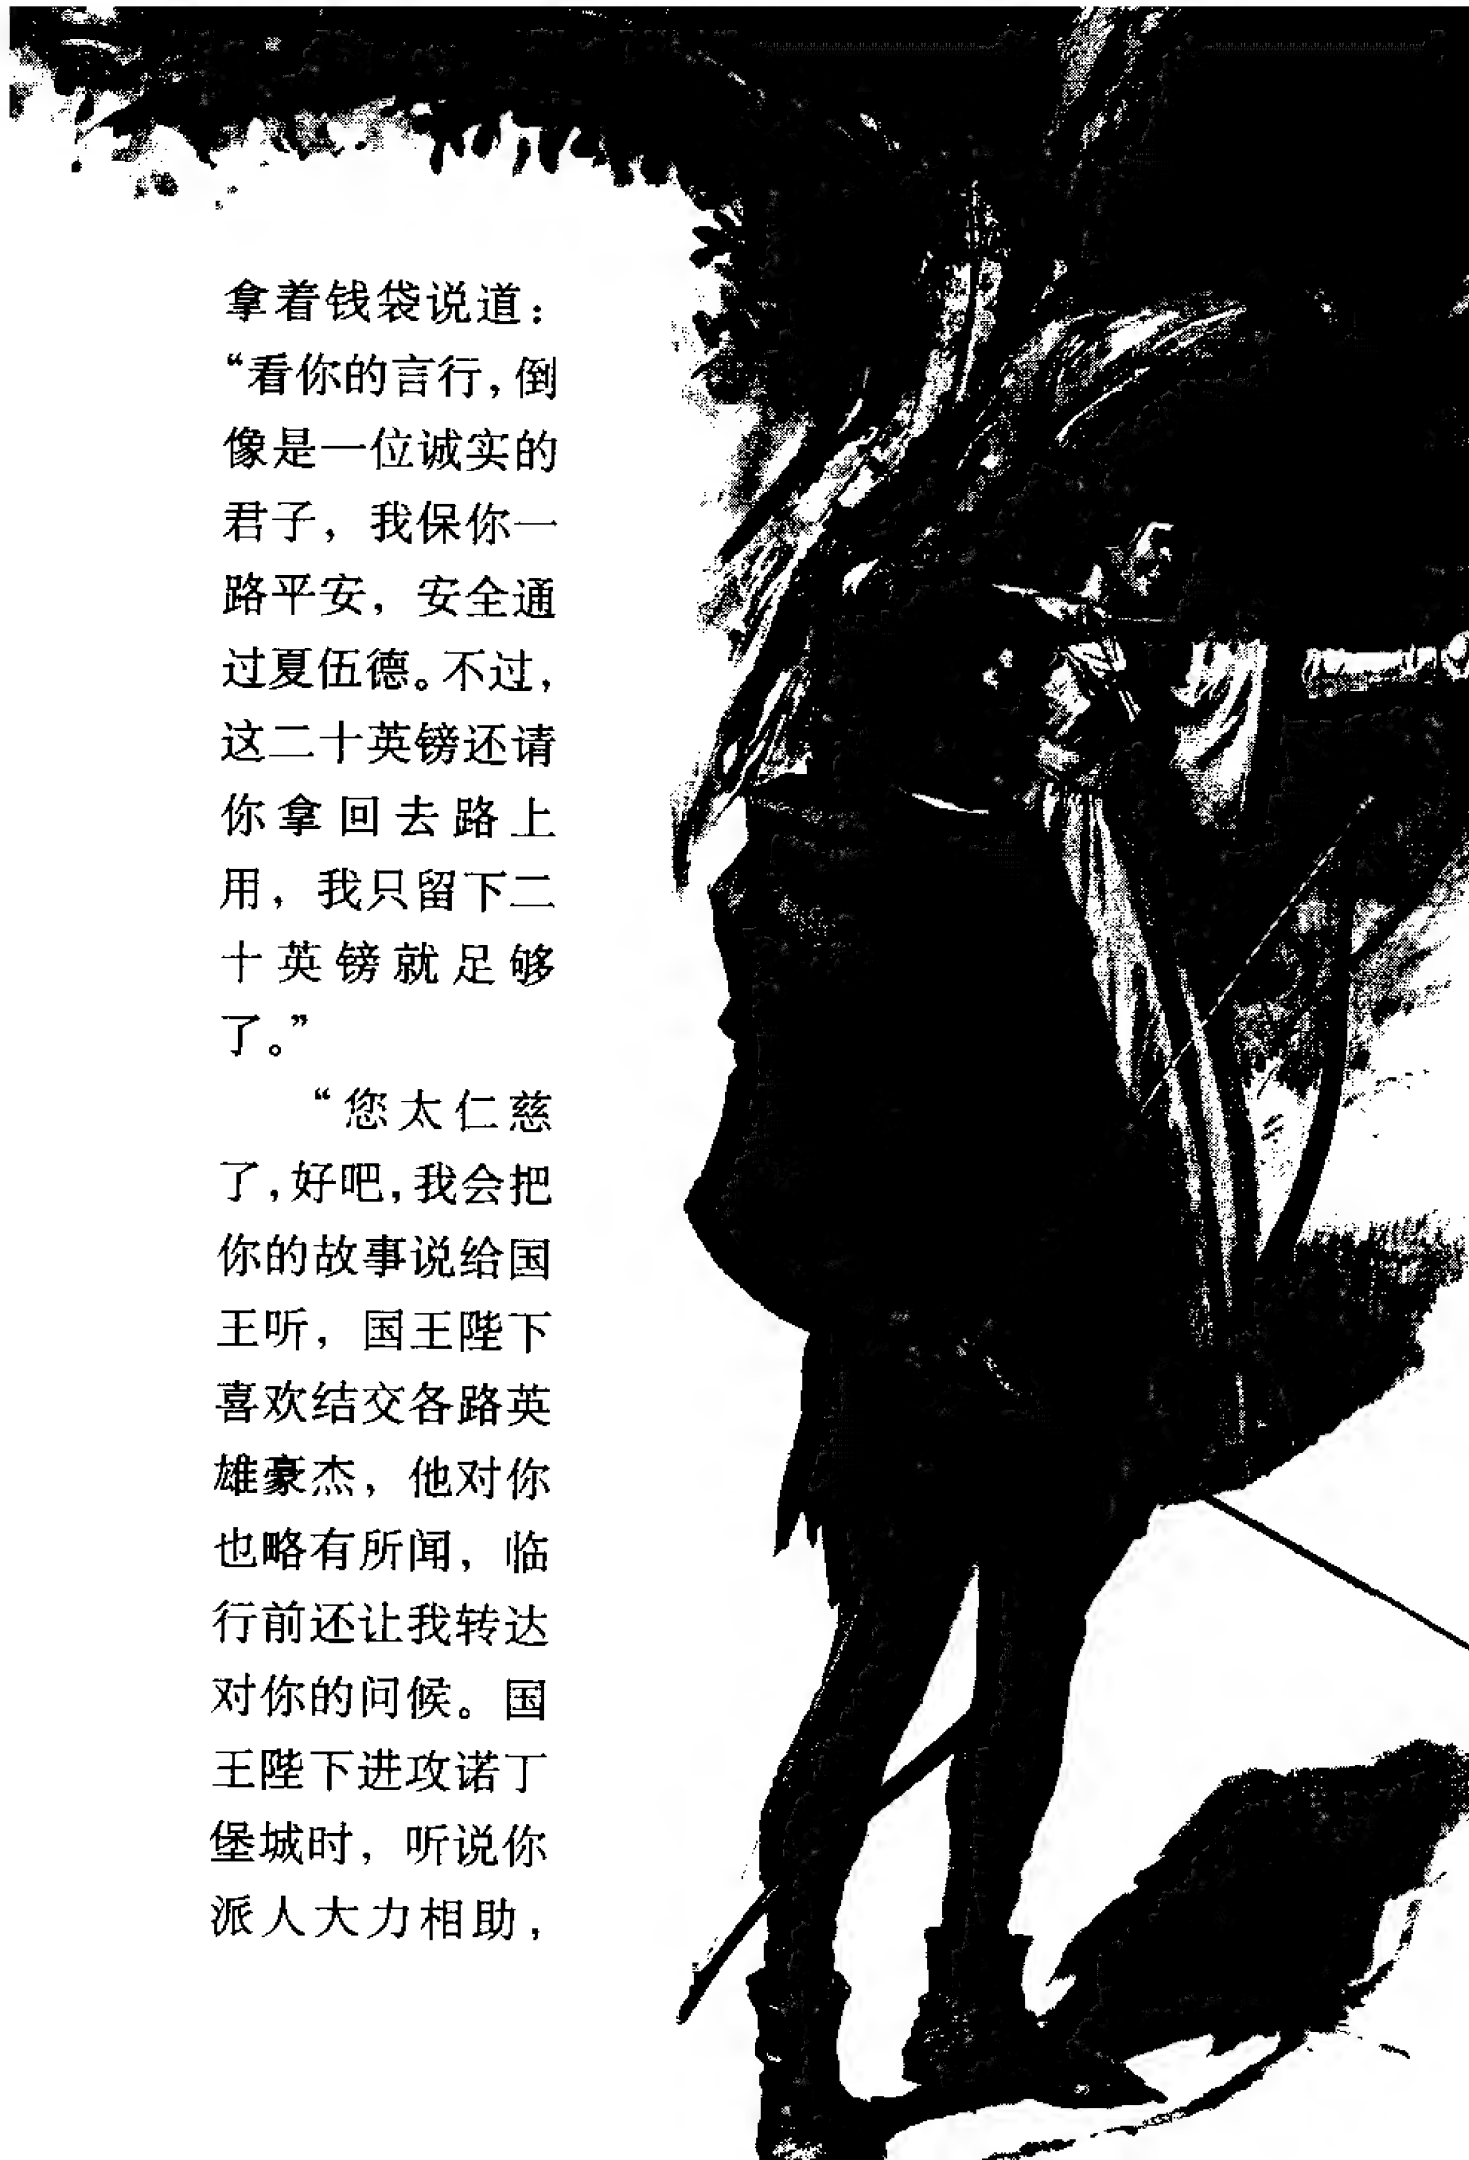 拿着钱袋说道：
“看你的言行，倒
像是一位诚实的
君子，我保你一
路平安，安全通
过夏伍德。不过，
这二十英镑还请
你拿回去路上
用，我只留下二
十英镑就足够
了。”
“您太仁慈
了，好吧，我会把
你的故事说给国
王听，国王陛下
喜欢结交各路英
雄豪杰，他对你
也略有所闻，临
行前还让我转达
对你的问候。国
王陛下进攻诺丁
堡城时，听说你
派人大力相助，